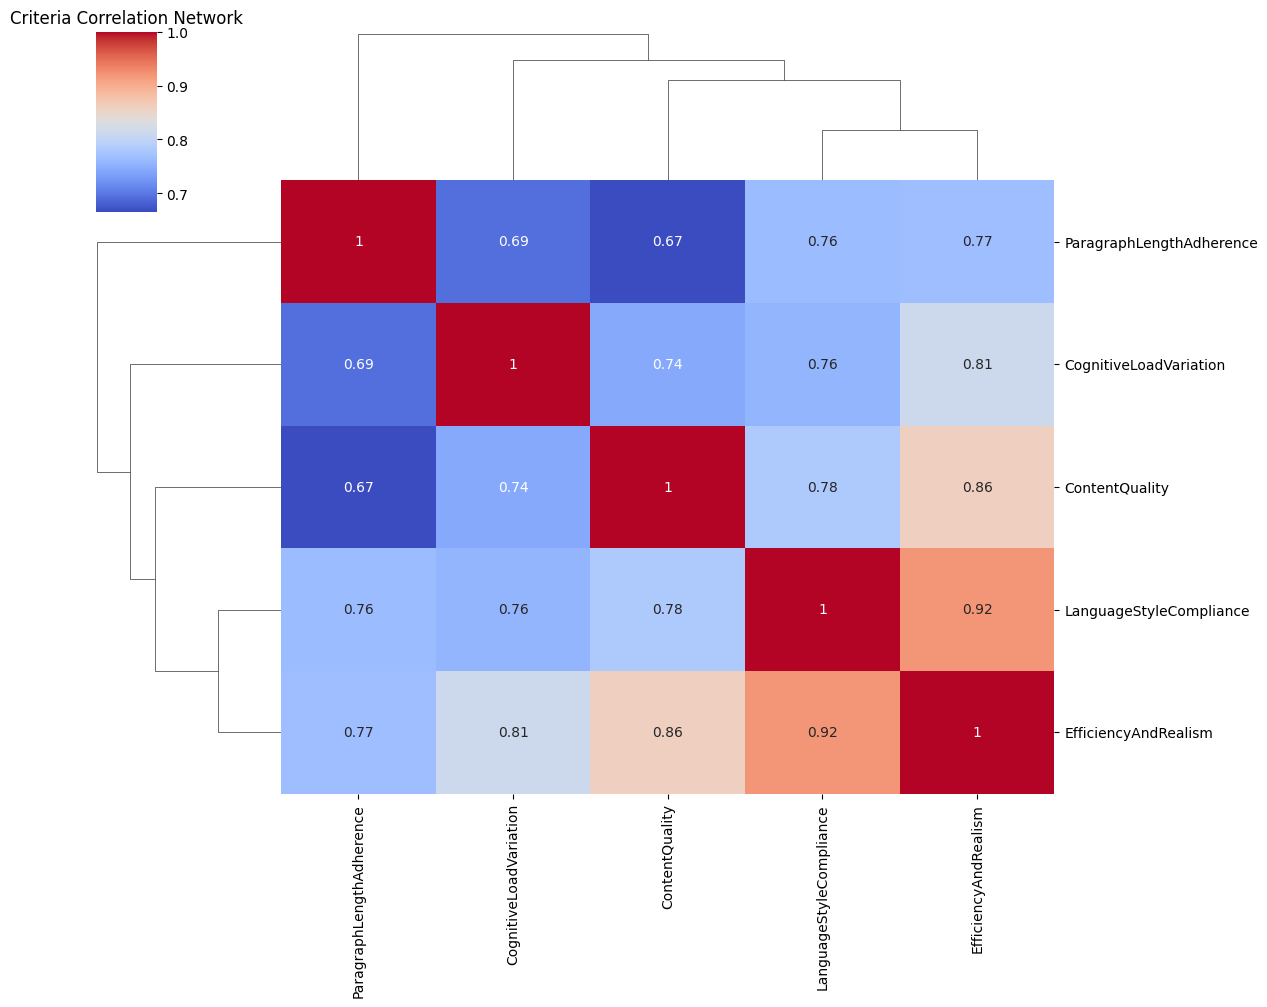 Criteria Correlation Network
1.0
0.9
0.8
0.7
1 0.69 0.67 0.76 0.77 ParagraphLengthAdherence
0.69 1 0.74 0.76 0.81 CognitiveLoadVariation
0.67 0.74 1 0.78 0.86 ContentQuality
0.76 0.76 0.78 1 0.92 LanguageStyleCompliance
0.77 0.81 0.86 0.92 1 EfficiencyAndRealism
ParagraphLengthAdherence
CognitiveLoadVariation
ContentQuality
LanguageStyleCompliance
EfficiencyAndRealism